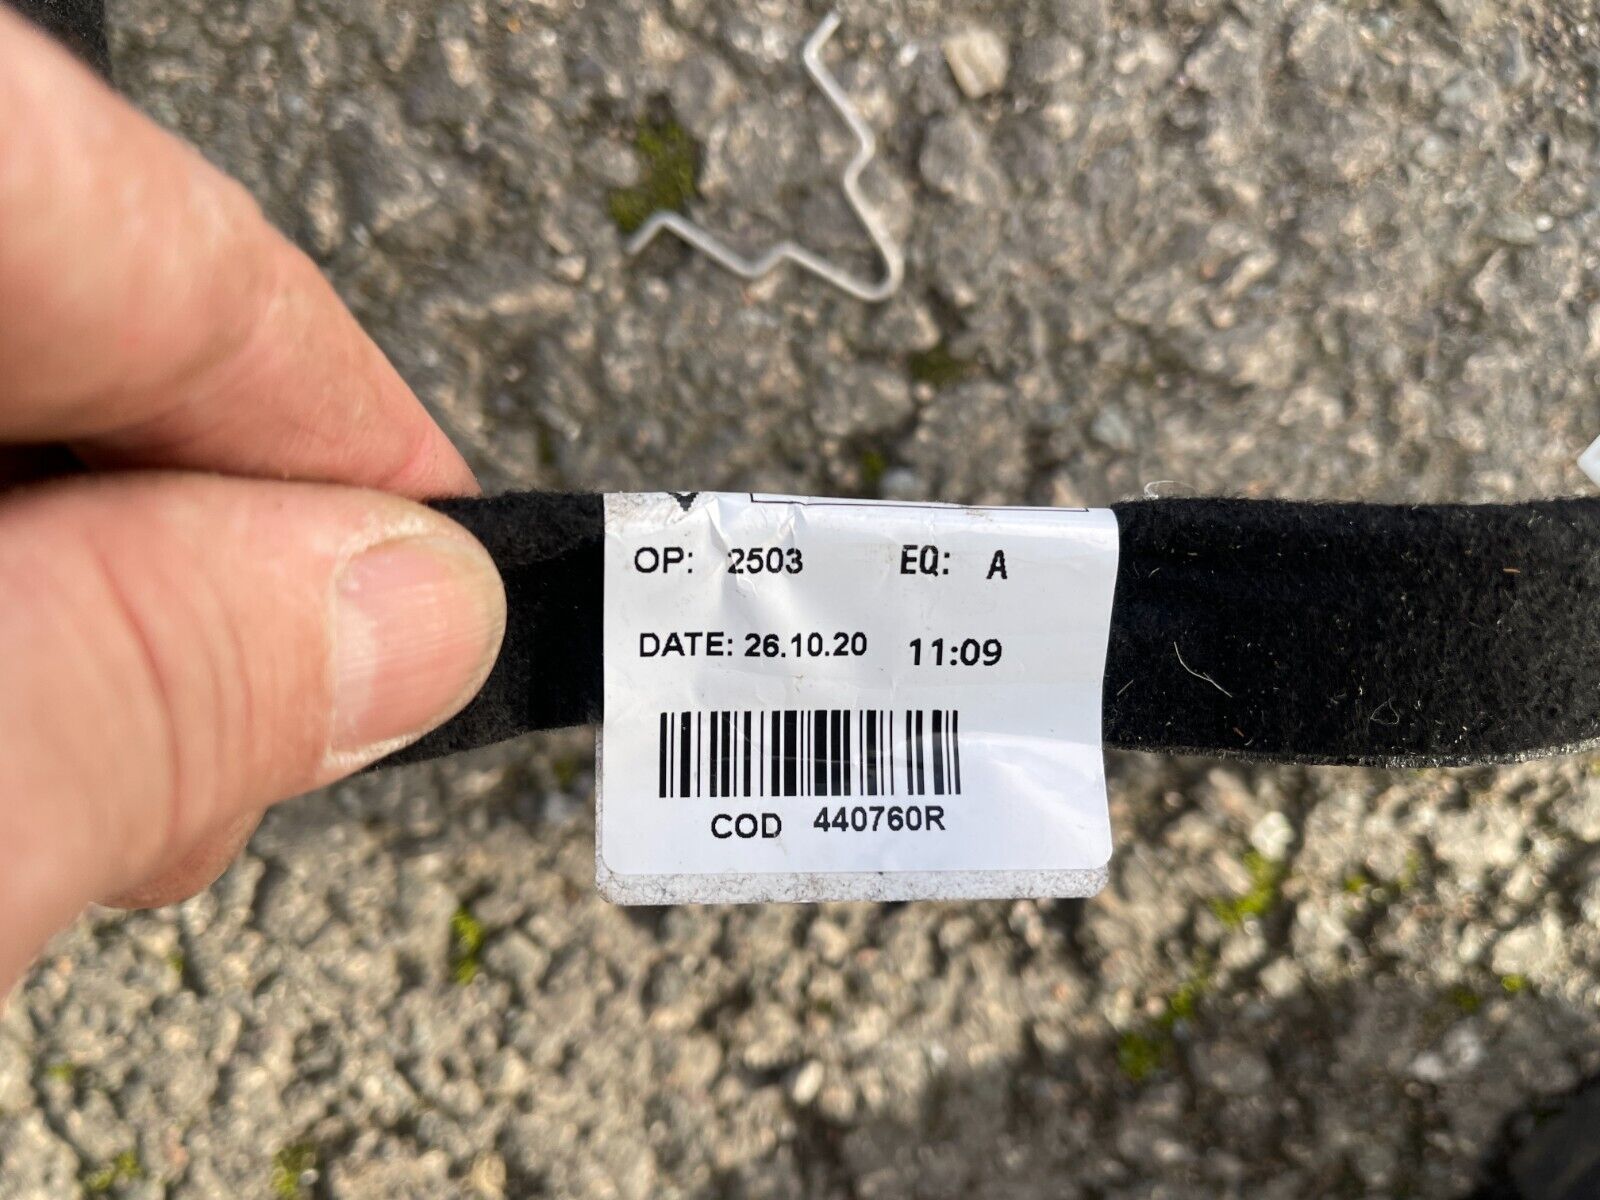 OP: 2503 EQ: A
DATE: 26.10.20 11:09
COD 440760R